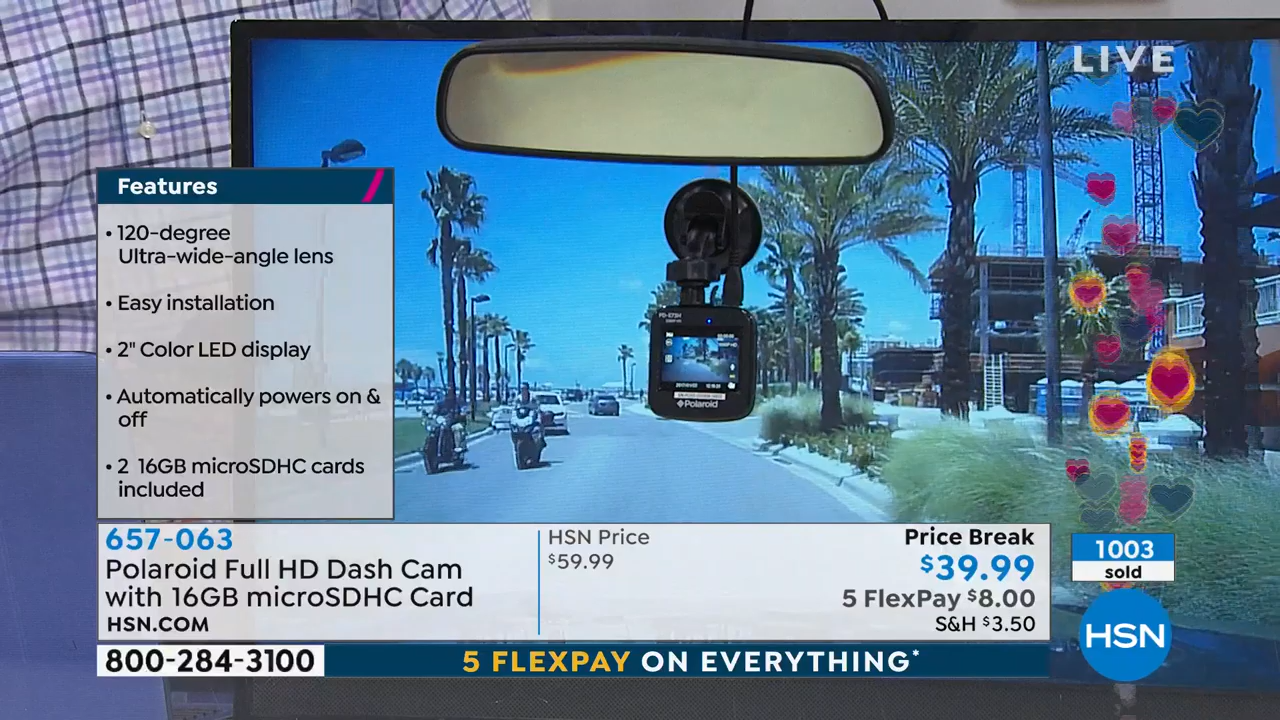 LIVE
Features
• 120-degree
Ultra-wide-angle lens
• Easy installation
• 2" Color LED display
• Automatically powers on &
off
• 2 16GB microSDHC cards
included
Polaroid
657-063
Polaroid Full HD Dash Cam
with 16GB microSDHC Card
HSN.COM
HSN Price
$59.99
Price Break
$39.99
5 FlexPay $8.00
S&H $3.50
1003
sold
HSN
800-284-3100
5 FLEXPAY ON EVERYTHING*